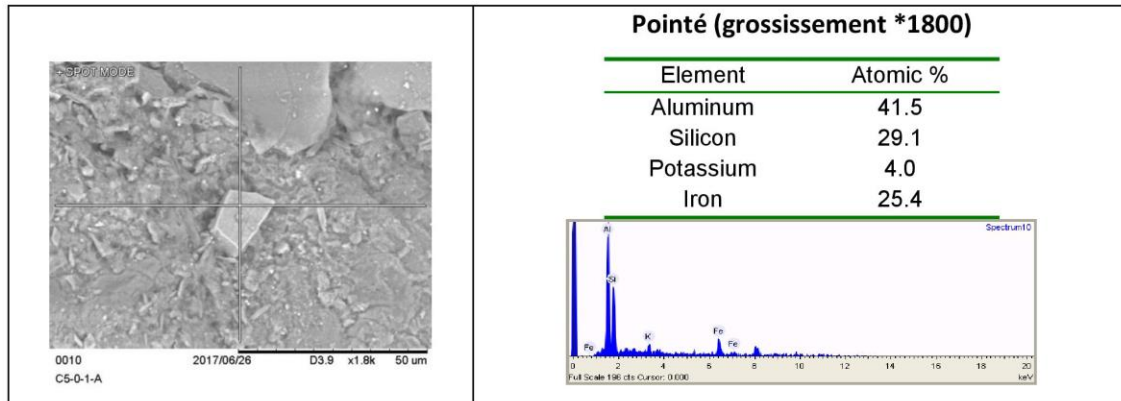 + SPOT MODE
0010 2017/06/26 D3.9 x1.8k 50 um
C5-0-1-A
Pointé (grossissement *1800)
Element Atomic %
Aluminum 41.5
Silicon 29.1
Potassium 4.0
Iron 25.4
Spectrum10
Al
Si
Fe K Fe Fe
0 2 4 6 8 10 12 14 16 18 20
Full Scale 196 cts Cursor: 0.000 keV